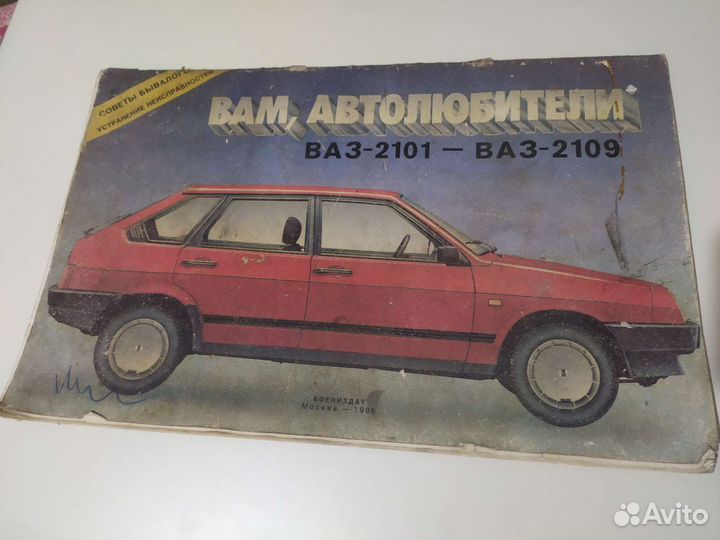 СОВЕТЫ БЫВАЛОГО
УСТРАНЕНИЕ НЕИСПРАВНОСТЕЙ
ВАМ, АВТОЛЮБИТЕЛИ
ВАЗ-2101 — ВАЗ-2109
ВОЕНИЗДАТ
Москва —
Avito